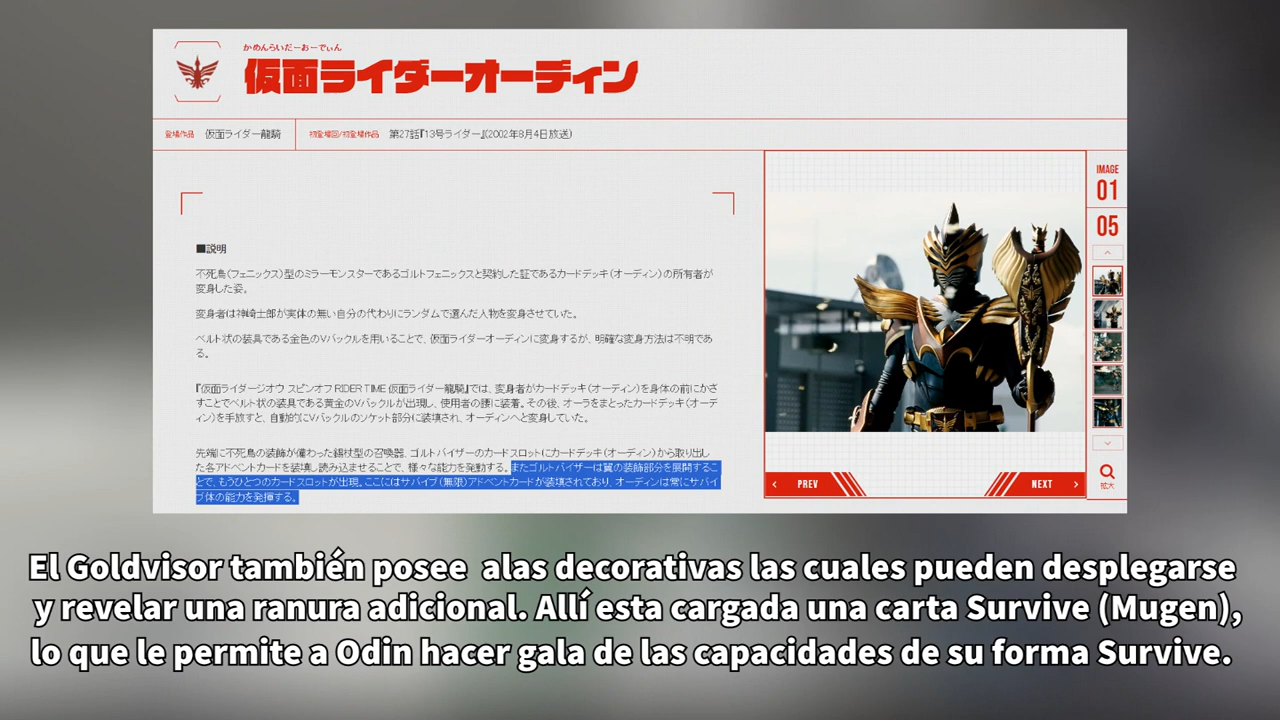 かめんらいだーおーでぃん
仮面ライダーオーディン
登場作品 仮面ライダー龍騎 初登場回/初登場作品 第27話『13号ライダー』(2002年8月4日放送)
■説明
不死鳥(フェニックス)型のミラーモンスターであるゴルトフェニックスと契約した証であるカードデッキ(オーディン)の所有者が
変身した姿。
変身者は神崎士郎が実体の無い自分の代わりにランダムで選んだ人物を変身させていた。
ベルト状の装具である金色のVバックルを用いることで、仮面ライダーオーディンに変身するが、明確な変身方法は不明であ
る。
『仮面ライダージオウ スピンオフ RIDER TIME 仮面ライダー龍騎』では、変身者がカードデッキ(オーディン)を身体の前にかざ
すことでベルト状の装具である黄金のVバックルが出現し、使用者の腰に装着。その後、オーラをまとったカードデッキ(オーデ
ィン)を手放すと、自動的にVバックルのソケット部分に装填され、オーディンへと変身していた。
先端に不死鳥の装飾が備わった錫杖型の召喚器、ゴルトバイザーのカードスロットにカードデッキ(オーディン)から取り出し
た各アドベントカードを装填し読み込ませることで、様々な能力を発動する。またゴルトバイザーは翼の装飾部分を展開するこ
とで、もうひとつのカードスロットが出現。ここにはサバイブ(無限)アドベントカードが装填されており、オーディンは常にサバイ
ブ体の能力を発揮する。
IMAGE
01
05
PREV
NEXT
拡大
El Goldvisor también posee alas decorativas las cuales pueden desplegarse
y revelar una ranura adicional. Allí esta cargada una carta Survive (Mugen),
lo que le permite a Odin hacer gala de las capacidades de su forma Survive.